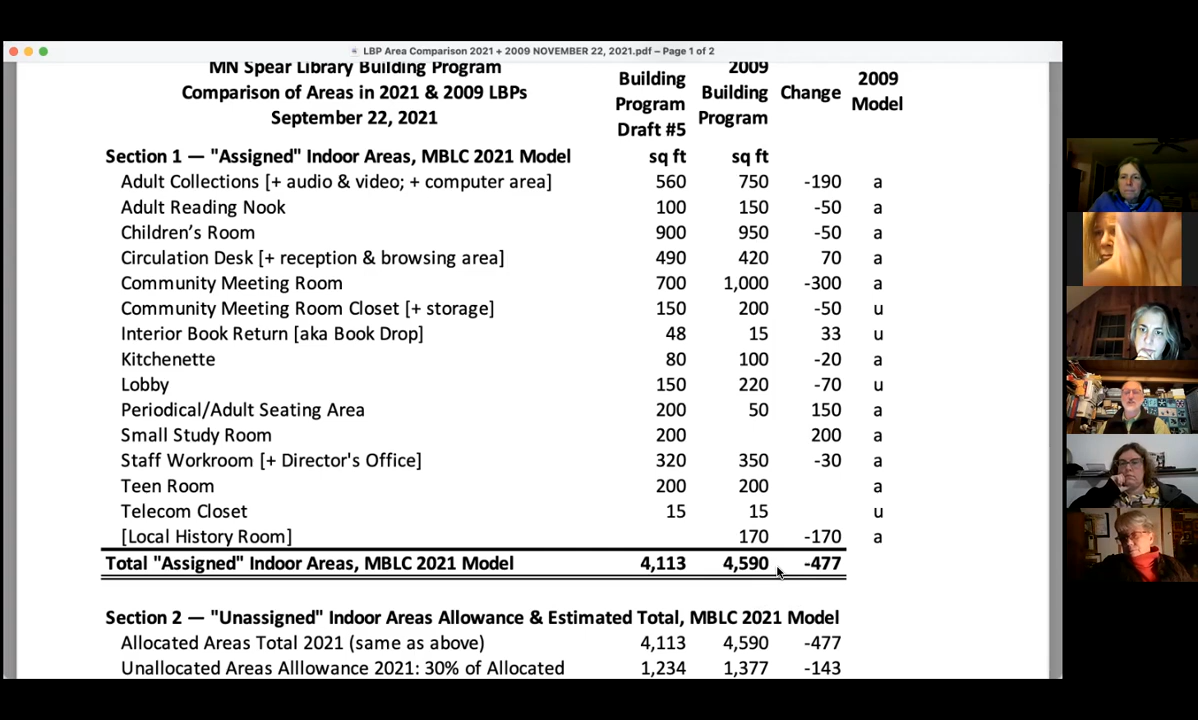 LBP Area Comparison 2021 + 2009 NOVEMBER 22, 2021.pdf – Page 1 of 2
MN Spear Library Building Program
Comparison of Areas in 2021 & 2009 LBPs
September 22, 2021
Building Program Draft #5
2009 Building Program
Change
2009 Model
Section 1 — "Assigned" Indoor Areas, MBLC 2021 Model sq ft sq ft
Adult Collections [+ audio & video; + computer area] 560 750 -190 a
Adult Reading Nook 100 150 -50 a
Children’s Room 900 950 -50 a
Circulation Desk [+ reception & browsing area] 490 420 70 a
Community Meeting Room 700 1,000 -300 a
Community Meeting Room Closet [+ storage] 150 200 -50 u
Interior Book Return [aka Book Drop] 48 15 33 u
Kitchenette 80 100 -20 a
Lobby 150 220 -70 u
Periodical/Adult Seating Area 200 50 150 a
Small Study Room 200 200 a
Staff Workroom [+ Director's Office] 320 350 -30 a
Teen Room 200 200 a
Telecom Closet 15 15 u
[Local History Room] 170 -170 a
Total "Assigned" Indoor Areas, MBLC 2021 Model 4,113 4,590 -477
Section 2 — "Unassigned" Indoor Areas Allowance & Estimated Total, MBLC 2021 Model
Allocated Areas Total 2021 (same as above) 4,113 4,590 -477
Unallocated Areas Alllowance 2021: 30% of Allocated 1,234 1,377 -143